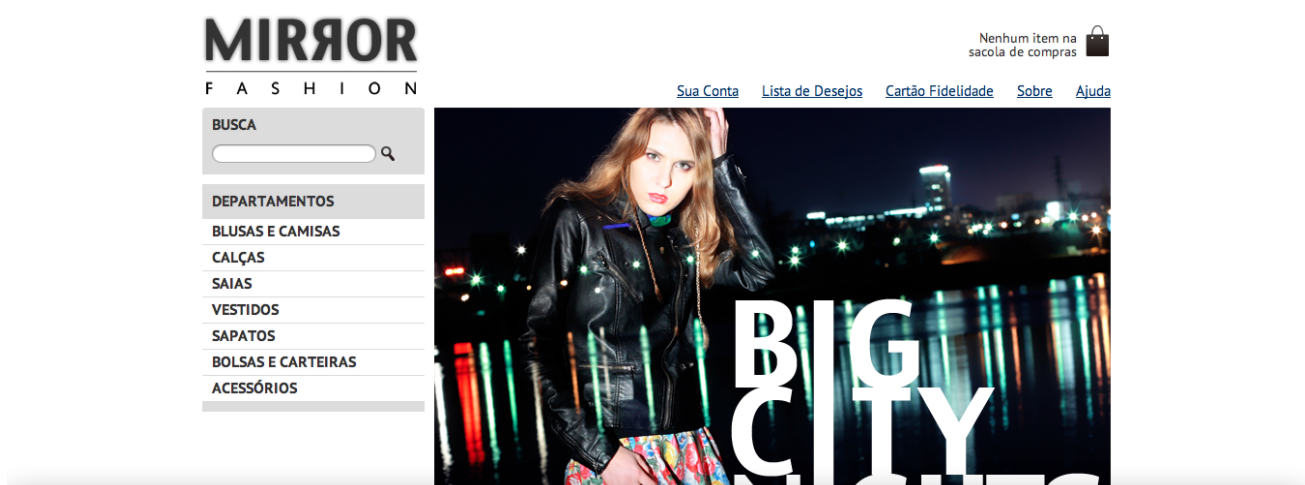 MIRROR
FASHION
Nenhum item na
sacola de compras
Sua Conta Lista de Desejos Cartão Fidelidade Sobre Ajuda
BUSCA
DEPARTAMENTOS
BLUSAS E CAMISAS
CALÇAS
SAIAS
VESTIDOS
SAPATOS
BOLSAS E CARTEIRAS
ACESSÓRIOS
BIG
CITY
NIGHTS